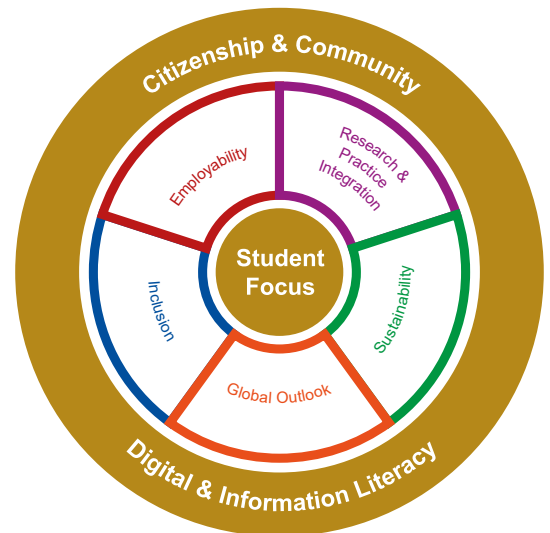 Citizenship & Community
Employability
Research &
Practice
Integration
Student
Focus
Inclusion
Sustainability
Global Outlook
Digital & Information Literacy